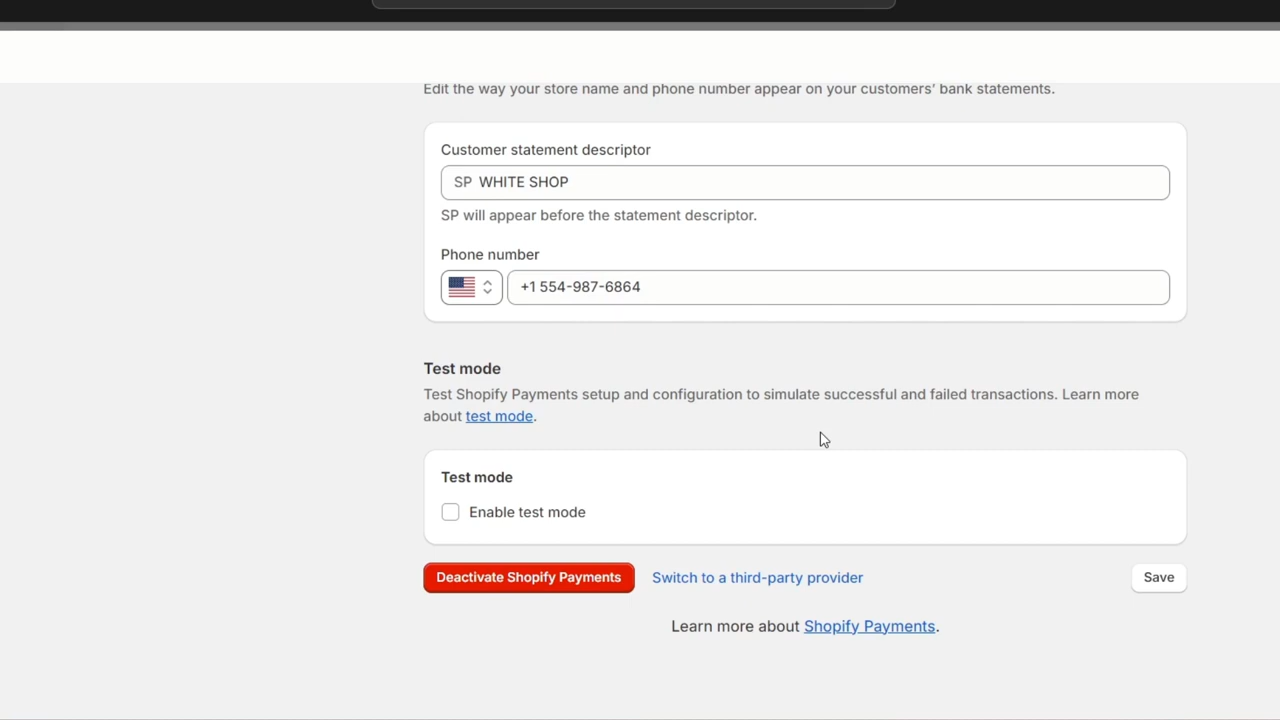 Edit the way your store name and phone number appear on your customers' bank statements.
Customer statement descriptor
SP WHITE SHOP
SP will appear before the statement descriptor.
Phone number
+1 554-987-6864
Test mode
Test Shopify Payments setup and configuration to simulate successful and failed transactions. Learn more
about test mode.
Test mode
Enable test mode
Deactivate Shopify Payments Switch to a third-party provider Save
Learn more about Shopify Payments.